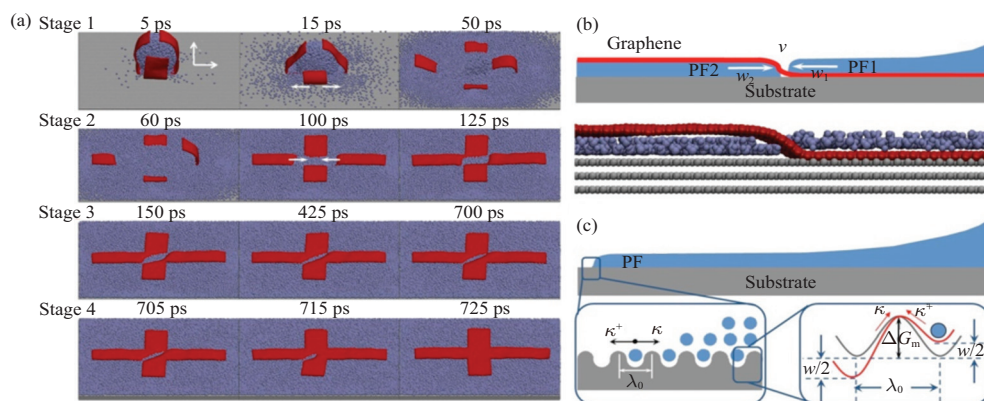 (a)
Stage 1
5 ps
15 ps
50 ps
Stage 2
60 ps
100 ps
125 ps
Stage 3
150 ps
425 ps
700 ps
Stage 4
705 ps
715 ps
725 ps
(b)
Graphene
v
PF2
w₂
w₁
PF1
Substrate
(c)
PF
Substrate
κ⁺
κ
λ₀
κ
κ⁺
ΔGₘ
w/2
w/2
λ₀